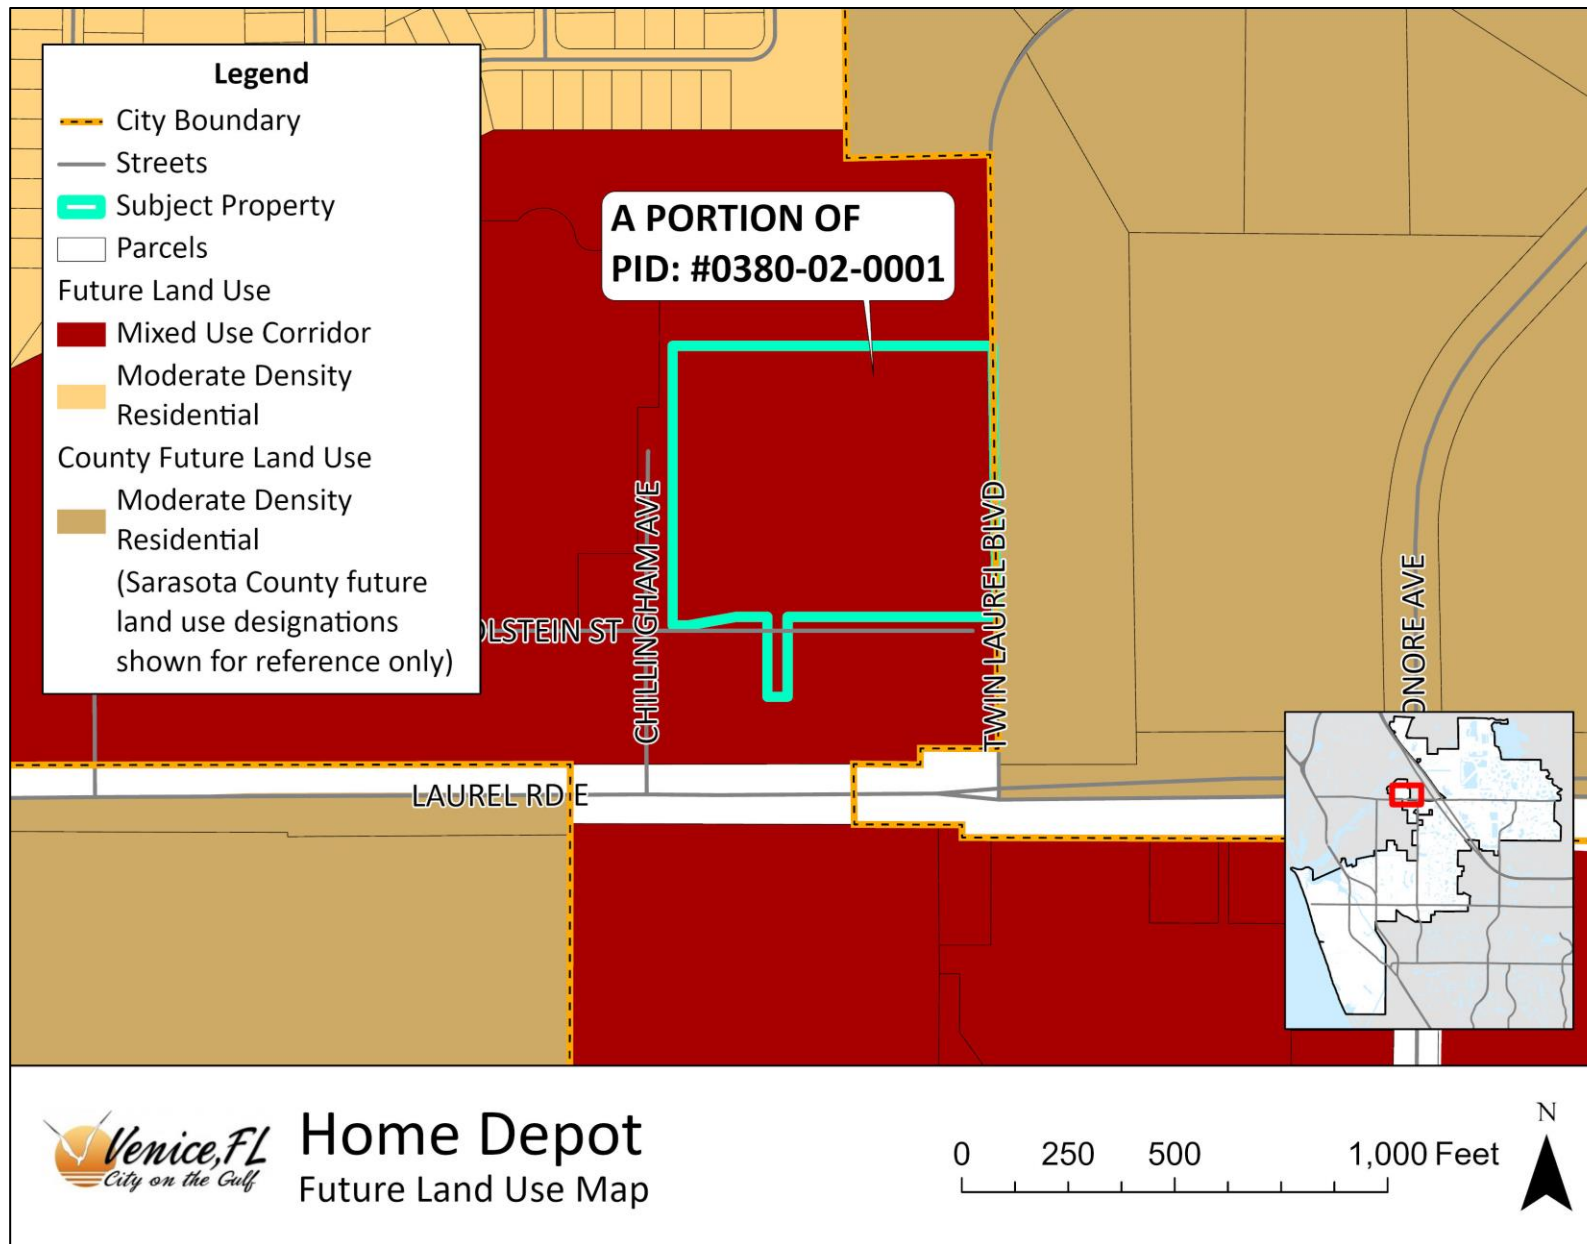 Legend
City Boundary
Streets
Subject Property
Parcels
Future Land Use
Mixed Use Corridor
Moderate Density
Residential
County Future Land Use
Moderate Density
Residential
(Sarasota County future
land use designations
shown for reference only)
A PORTION OF
PID: #0380-02-0001
CHILLINGHAM AVE
OLSTEIN ST
TWIN LAUREL BLVD
ONORE AVE
LAUREL RD E
Venice, FL
City on the Gulf
Home Depot
Future Land Use Map
0 250 500 1,000 Feet
N